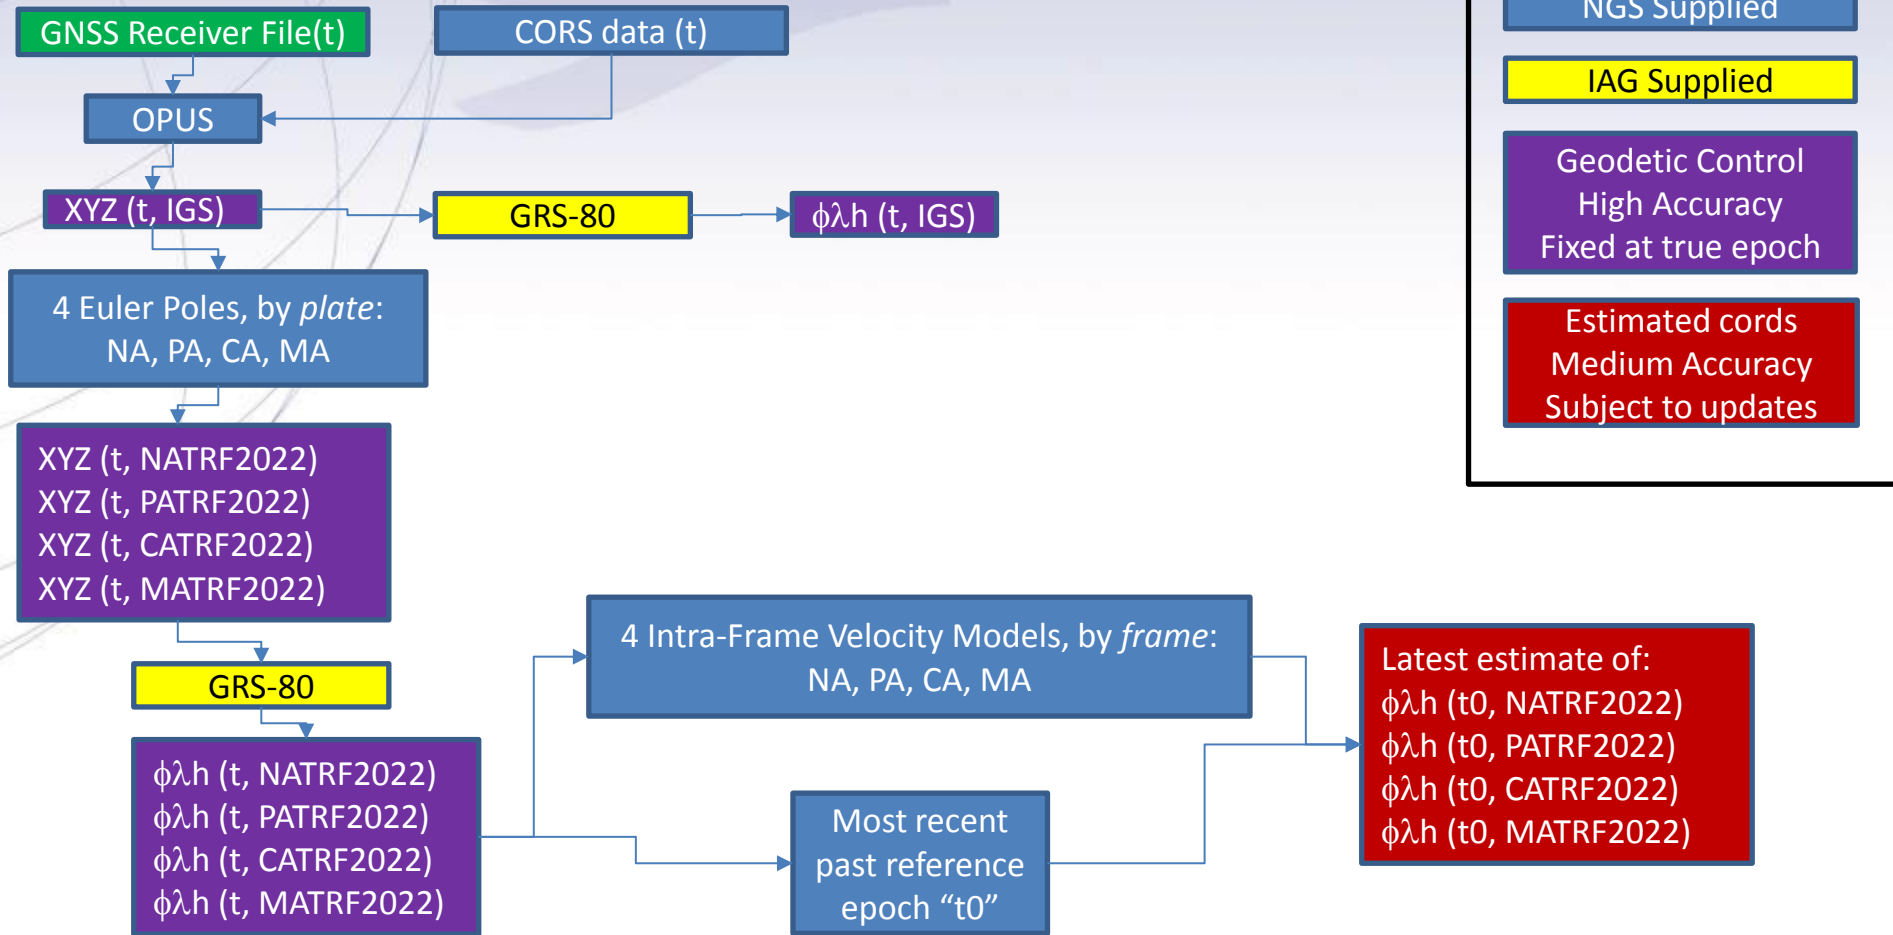 GNSS Receiver File(t)
CORS data (t)
OPUS
XYZ (t, IGS)
GRS-80
ϕλh (t, IGS)
4 Euler Poles, by plate:
NA, PA, CA, MA
XYZ (t, NATRF2022)
XYZ (t, PATRF2022)
XYZ (t, CATRF2022)
XYZ (t, MATRF2022)
GRS-80
ϕλh (t, NATRF2022)
ϕλh (t, PATRF2022)
ϕλh (t, CATRF2022)
ϕλh (t, MATRF2022)
4 Intra-Frame Velocity Models, by frame:
NA, PA, CA, MA
Most recent
past reference
epoch “t0”
Latest estimate of:
ϕλh (t0, NATRF2022)
ϕλh (t0, PATRF2022)
ϕλh (t0, CATRF2022)
ϕλh (t0, MATRF2022)
NGS Supplied
IAG Supplied
Geodetic Control
High Accuracy
Fixed at true epoch
Estimated cords
Medium Accuracy
Subject to updates